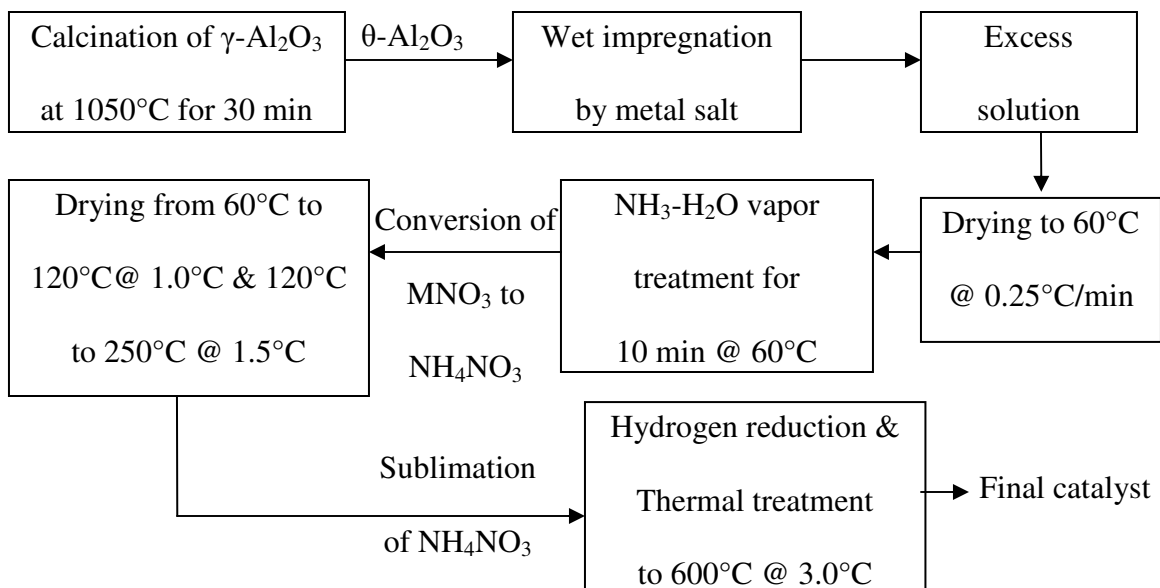 Calcination of γ-Al2O3
at 1050°C for 30 min
θ-Al2O3
Wet impregnation
by metal salt
Excess
solution
Drying to 60°C
@ 0.25°C/min
NH3-H2O vapor
treatment for
10 min @ 60°C
Conversion of
MNO3 to
NH4NO3
Drying from 60°C to
120°C@ 1.0°C & 120°C
to 250°C @ 1.5°C
Sublimation
of NH4NO3
Hydrogen reduction &
Thermal treatment
to 600°C @ 3.0°C
Final catalyst